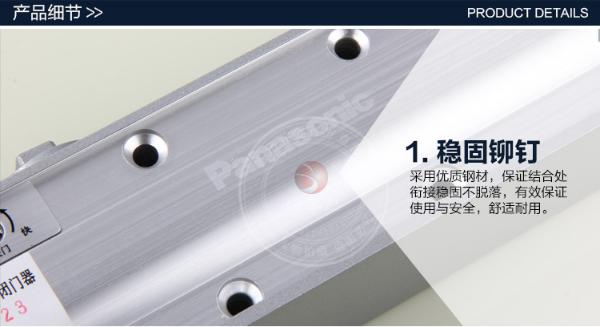 产品细节 >>
PRODUCT DETAILS
Panasonic
1. 稳固铆钉
采用优质钢材，保证结合处
衔接稳固不脱落，有效保证
使用与安全，舒适耐用。
门 快
闭门器
23